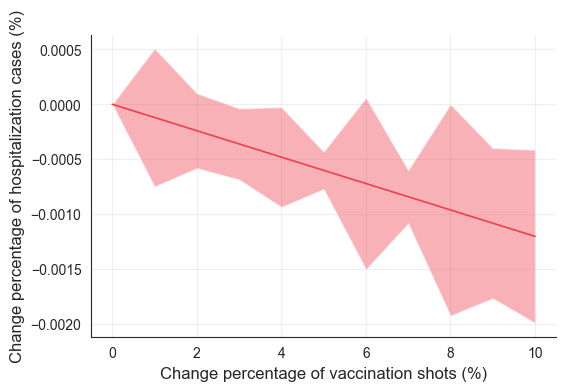 Change percentage of hospitalization cases (%)
0.0005
0.0000
−0.0005
−0.0010
−0.0015
−0.0020
0 2 4 6 8 10
Change percentage of vaccination shots (%)